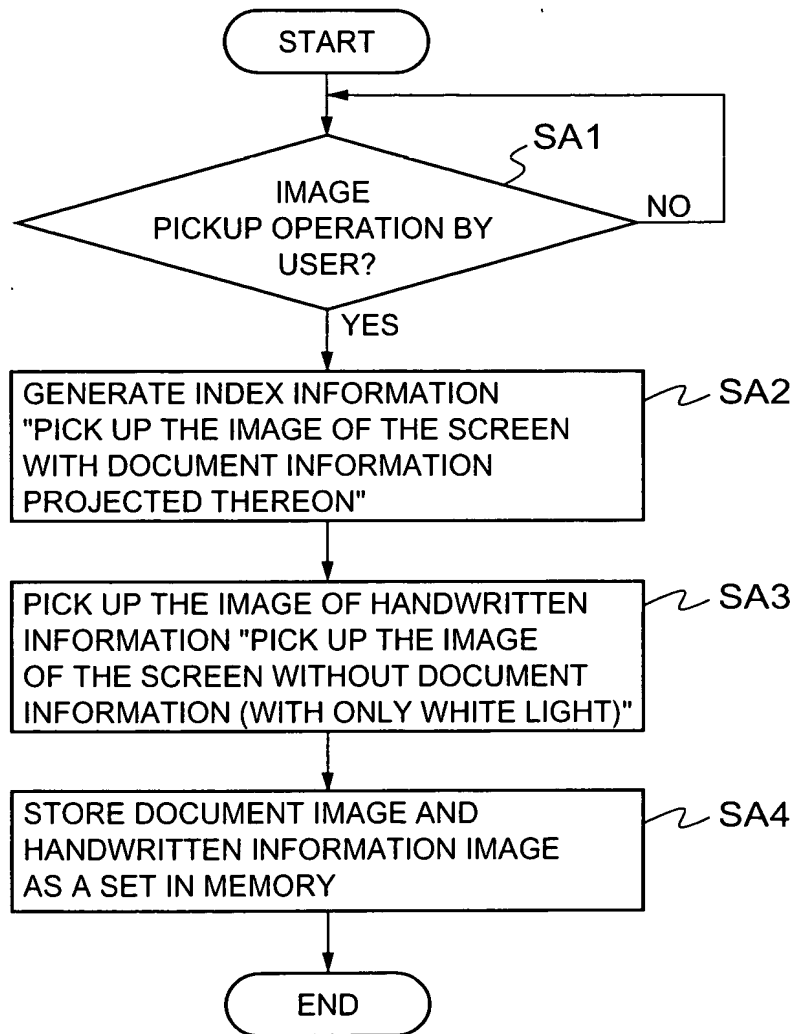 START
SA1
IMAGE
PICKUP OPERATION BY
USER?
NO
YES
GENERATE INDEX INFORMATION
"PICK UP THE IMAGE OF THE SCREEN
WITH DOCUMENT INFORMATION
PROJECTED THEREON"
SA2
PICK UP THE IMAGE OF HANDWRITTEN
INFORMATION "PICK UP THE IMAGE
OF THE SCREEN WITHOUT DOCUMENT
INFORMATION (WITH ONLY WHITE LIGHT)"
SA3
STORE DOCUMENT IMAGE AND
HANDWRITTEN INFORMATION IMAGE
AS A SET IN MEMORY
SA4
END